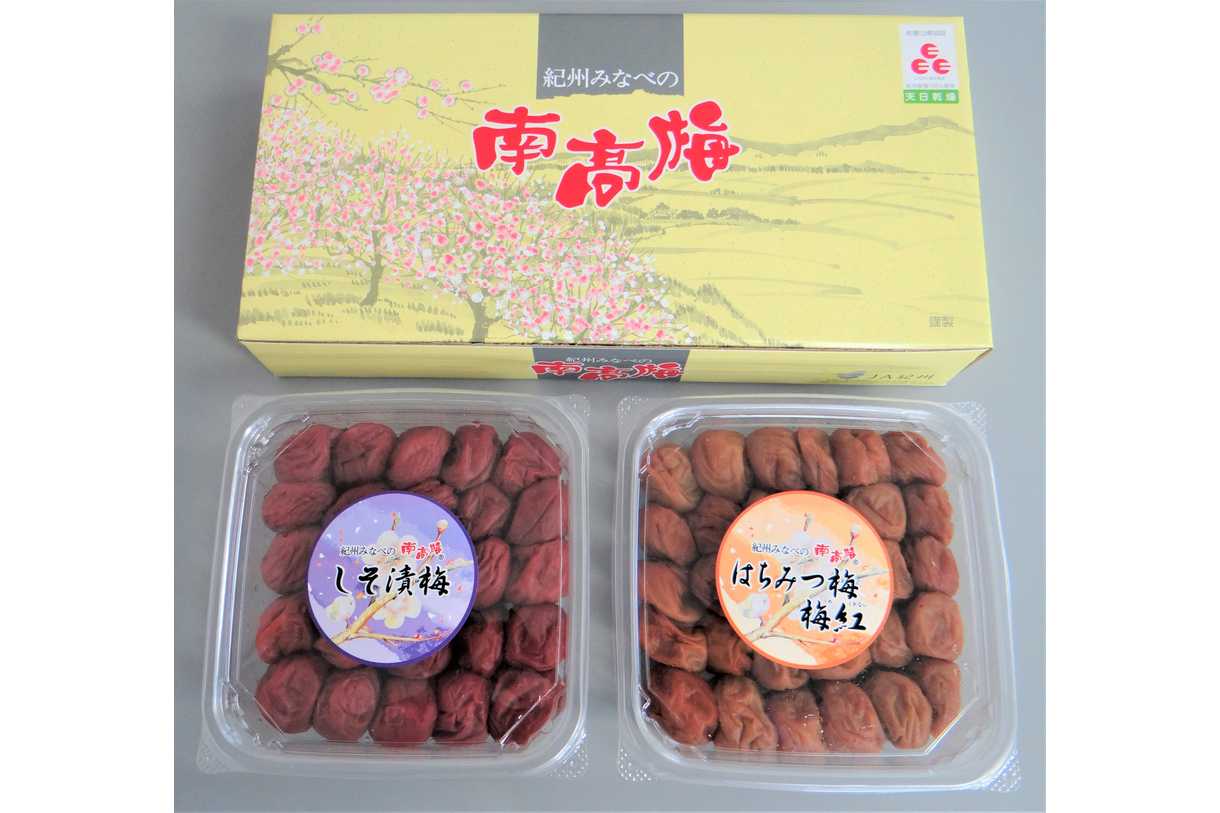 紀州みなべの
南高梅
天日乾燥
謹製
紀州みなべの
南高梅
JA紀州
紀州みなべの 南高梅®
しそ漬梅
紀州みなべの 南高梅®
はちみつ梅
梅紅